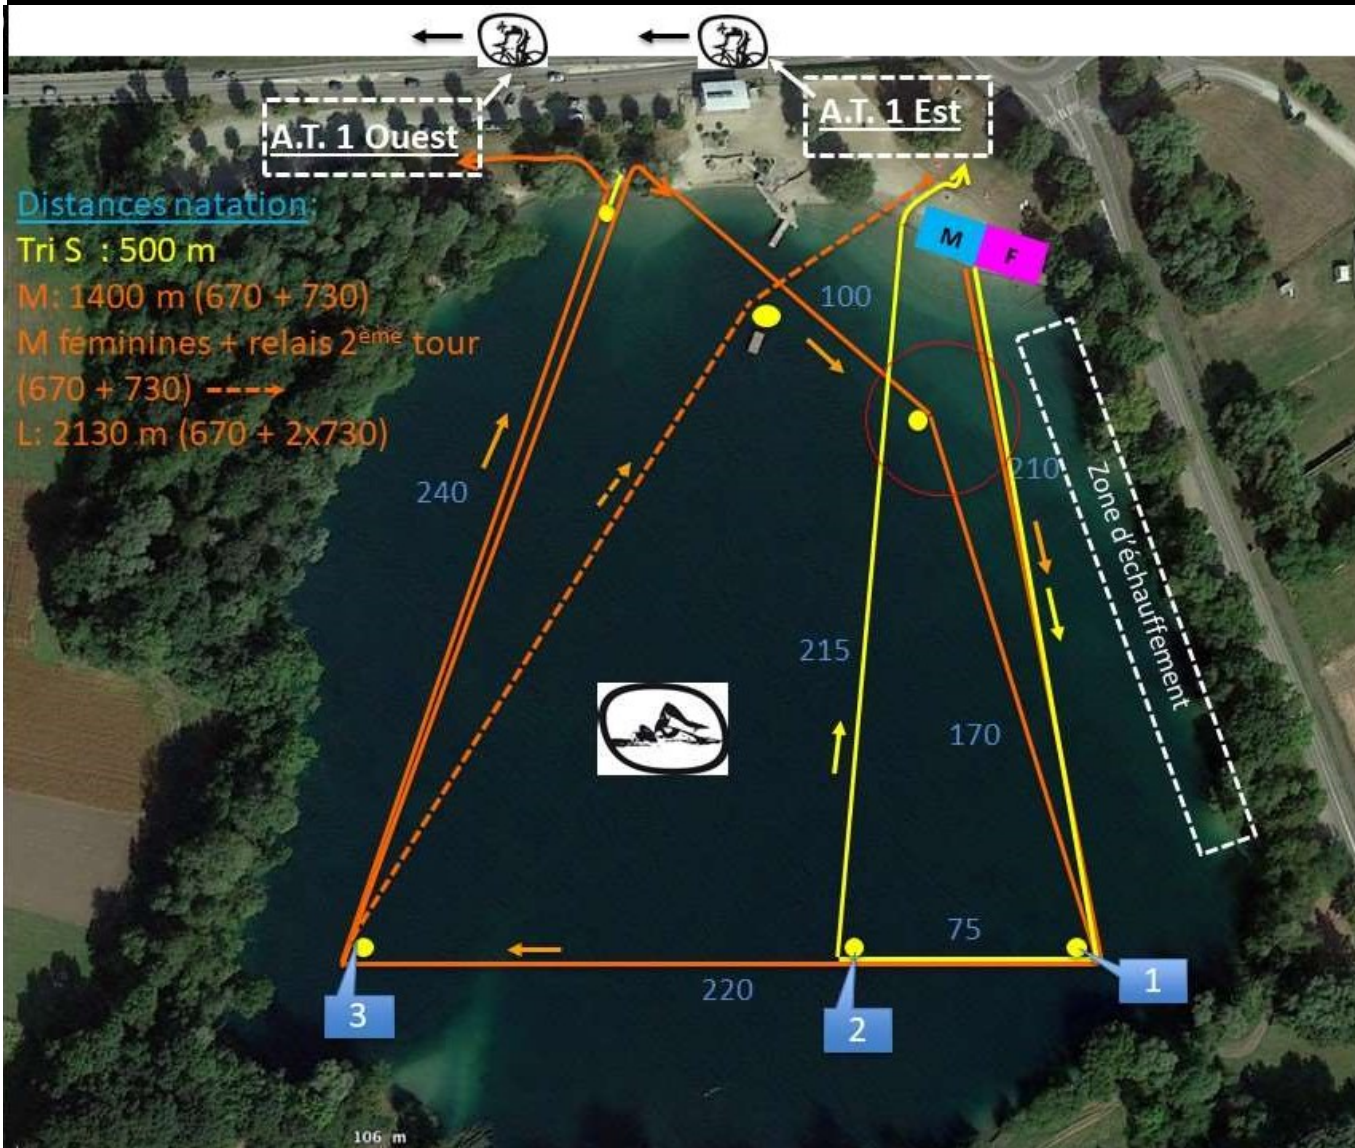 A.T. 1 Ouest
A.T. 1 Est
Distances natation:
Tri S : 500 m
M: 1400 m (670 + 730)
M féminines + relais 2ème tour
(670 + 730)
L: 2130 m (670 + 2x730)
M
F
100
210
240
Zone d'échauffement
215
170
75
220
1
2
3
106 m